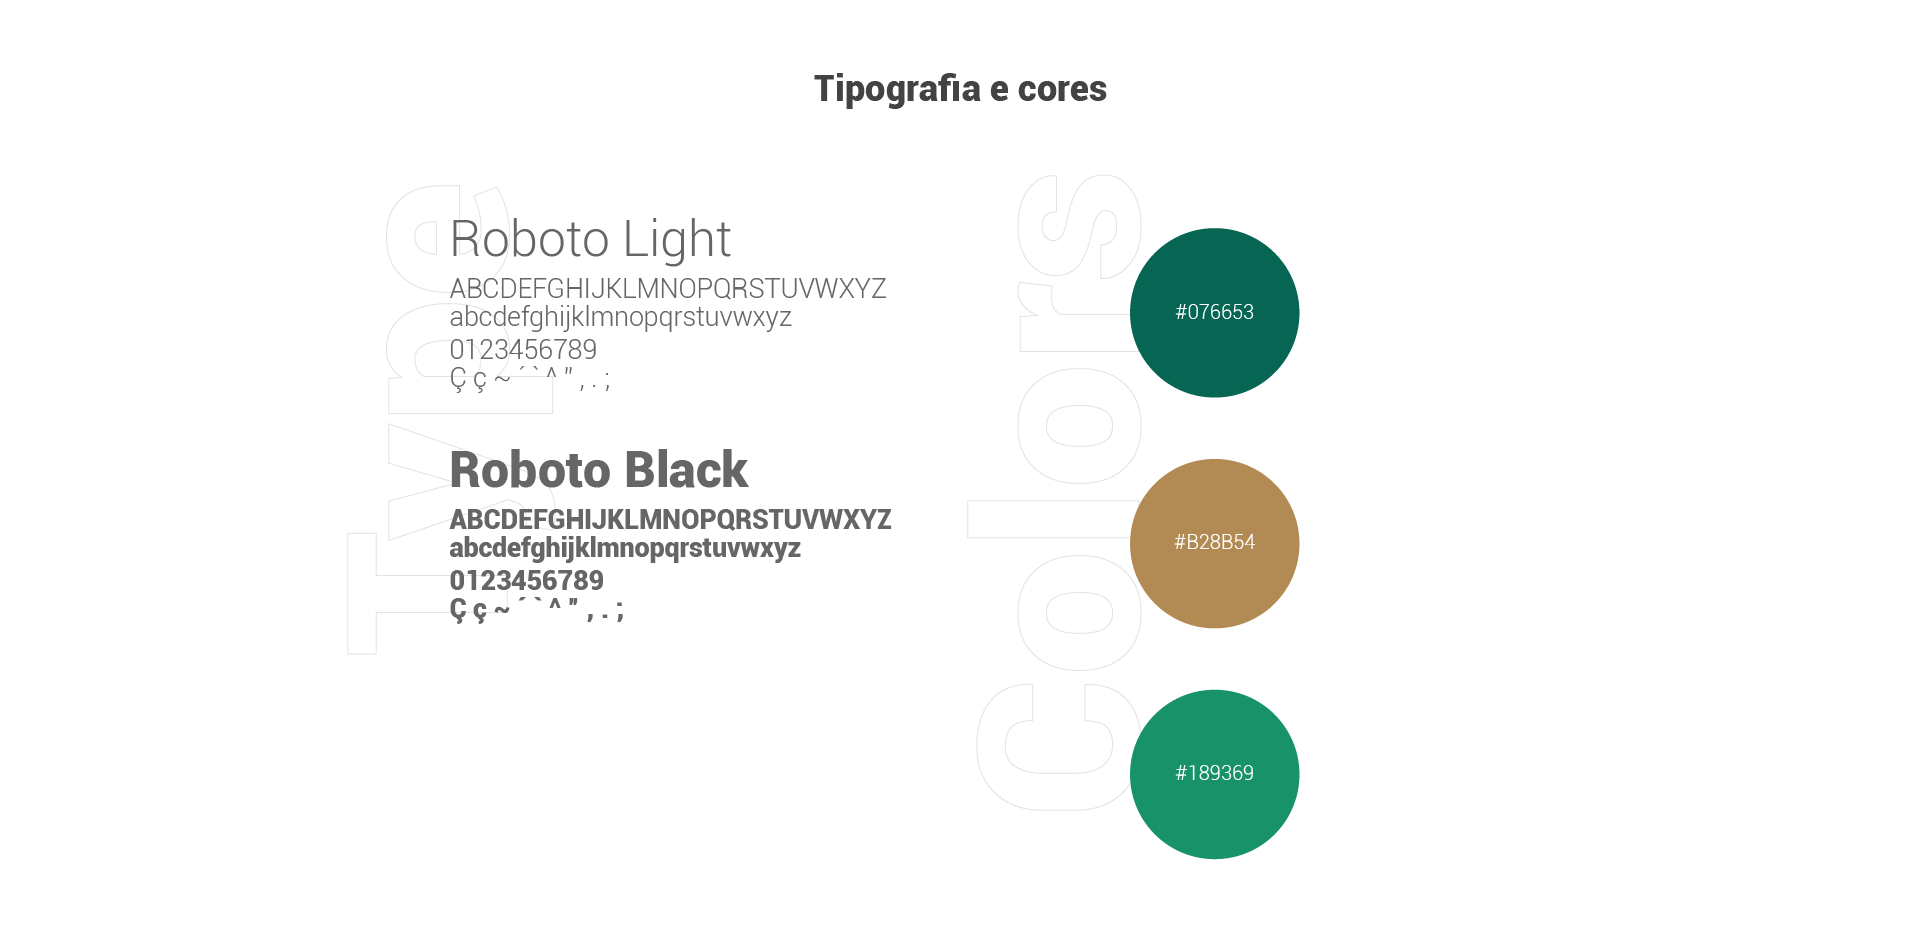 Tipografia e cores
Type
Roboto Light
ABCDEFGHIJKLMNOPQRSTUVWXYZ
abcdefghijklmnopqrstuvwxyz
0123456789
Ç ç ~ ´ ` ^ " , . ;
Roboto Black
ABCDEFGHIJKLMNOPQRSTUVWXYZ
abcdefghijklmnopqrstuvwxyz
0123456789
Ç ç ~ ´ ` ^ " , . ;
Colors
#076653
#B28B54
#189369